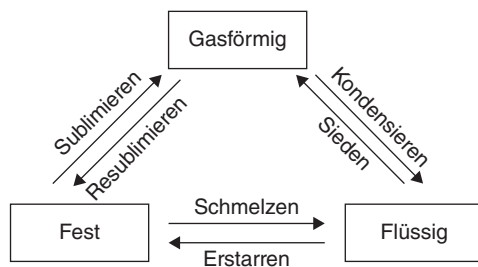 Gasförmig
Sublimieren
Resublimieren
Kondensieren
Sieden
Fest
Schmelzen
Erstarren
Flüssig